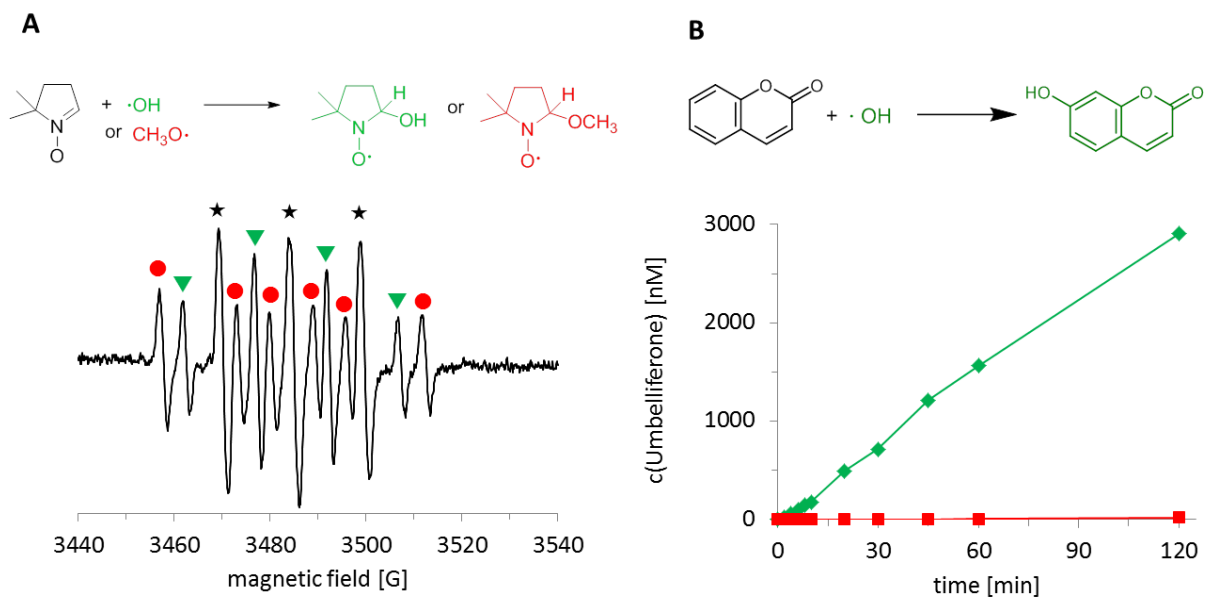 A
+ ·OH
or CH₃O·
N
O
H
OH
N
O·
or
H
OCH₃
N
O·
3440 3460 3480 3500 3520 3540
magnetic field [G]
B
O O
+ · OH
HO O O
c(Umbelliferone) [nM]
3000
2000
1000
0
0 30 60 90 120
time [min]